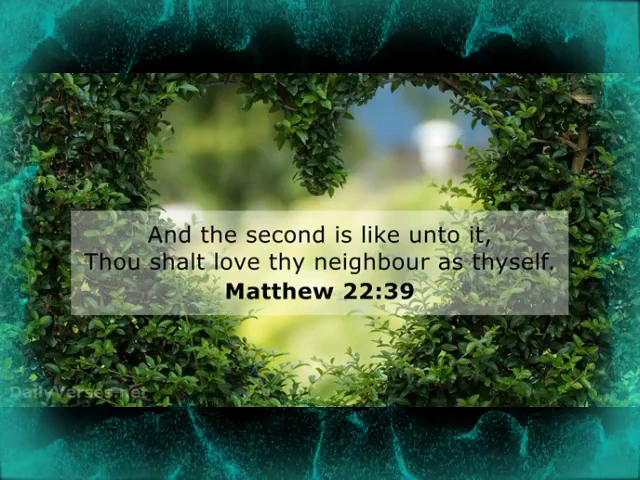 And the second is like unto it,
Thou shalt love thy neighbour as thyself.
Matthew 22:39
DailyVerses.net